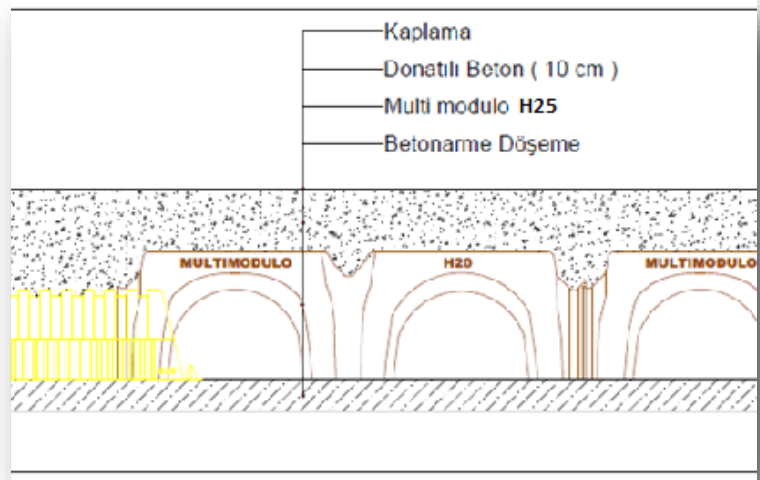 Kaplama
Donatılı Beton ( 10 cm )
Multi modulo H25
Betonarme Döşeme
MULTIMODULO H20 MULTIMODULO